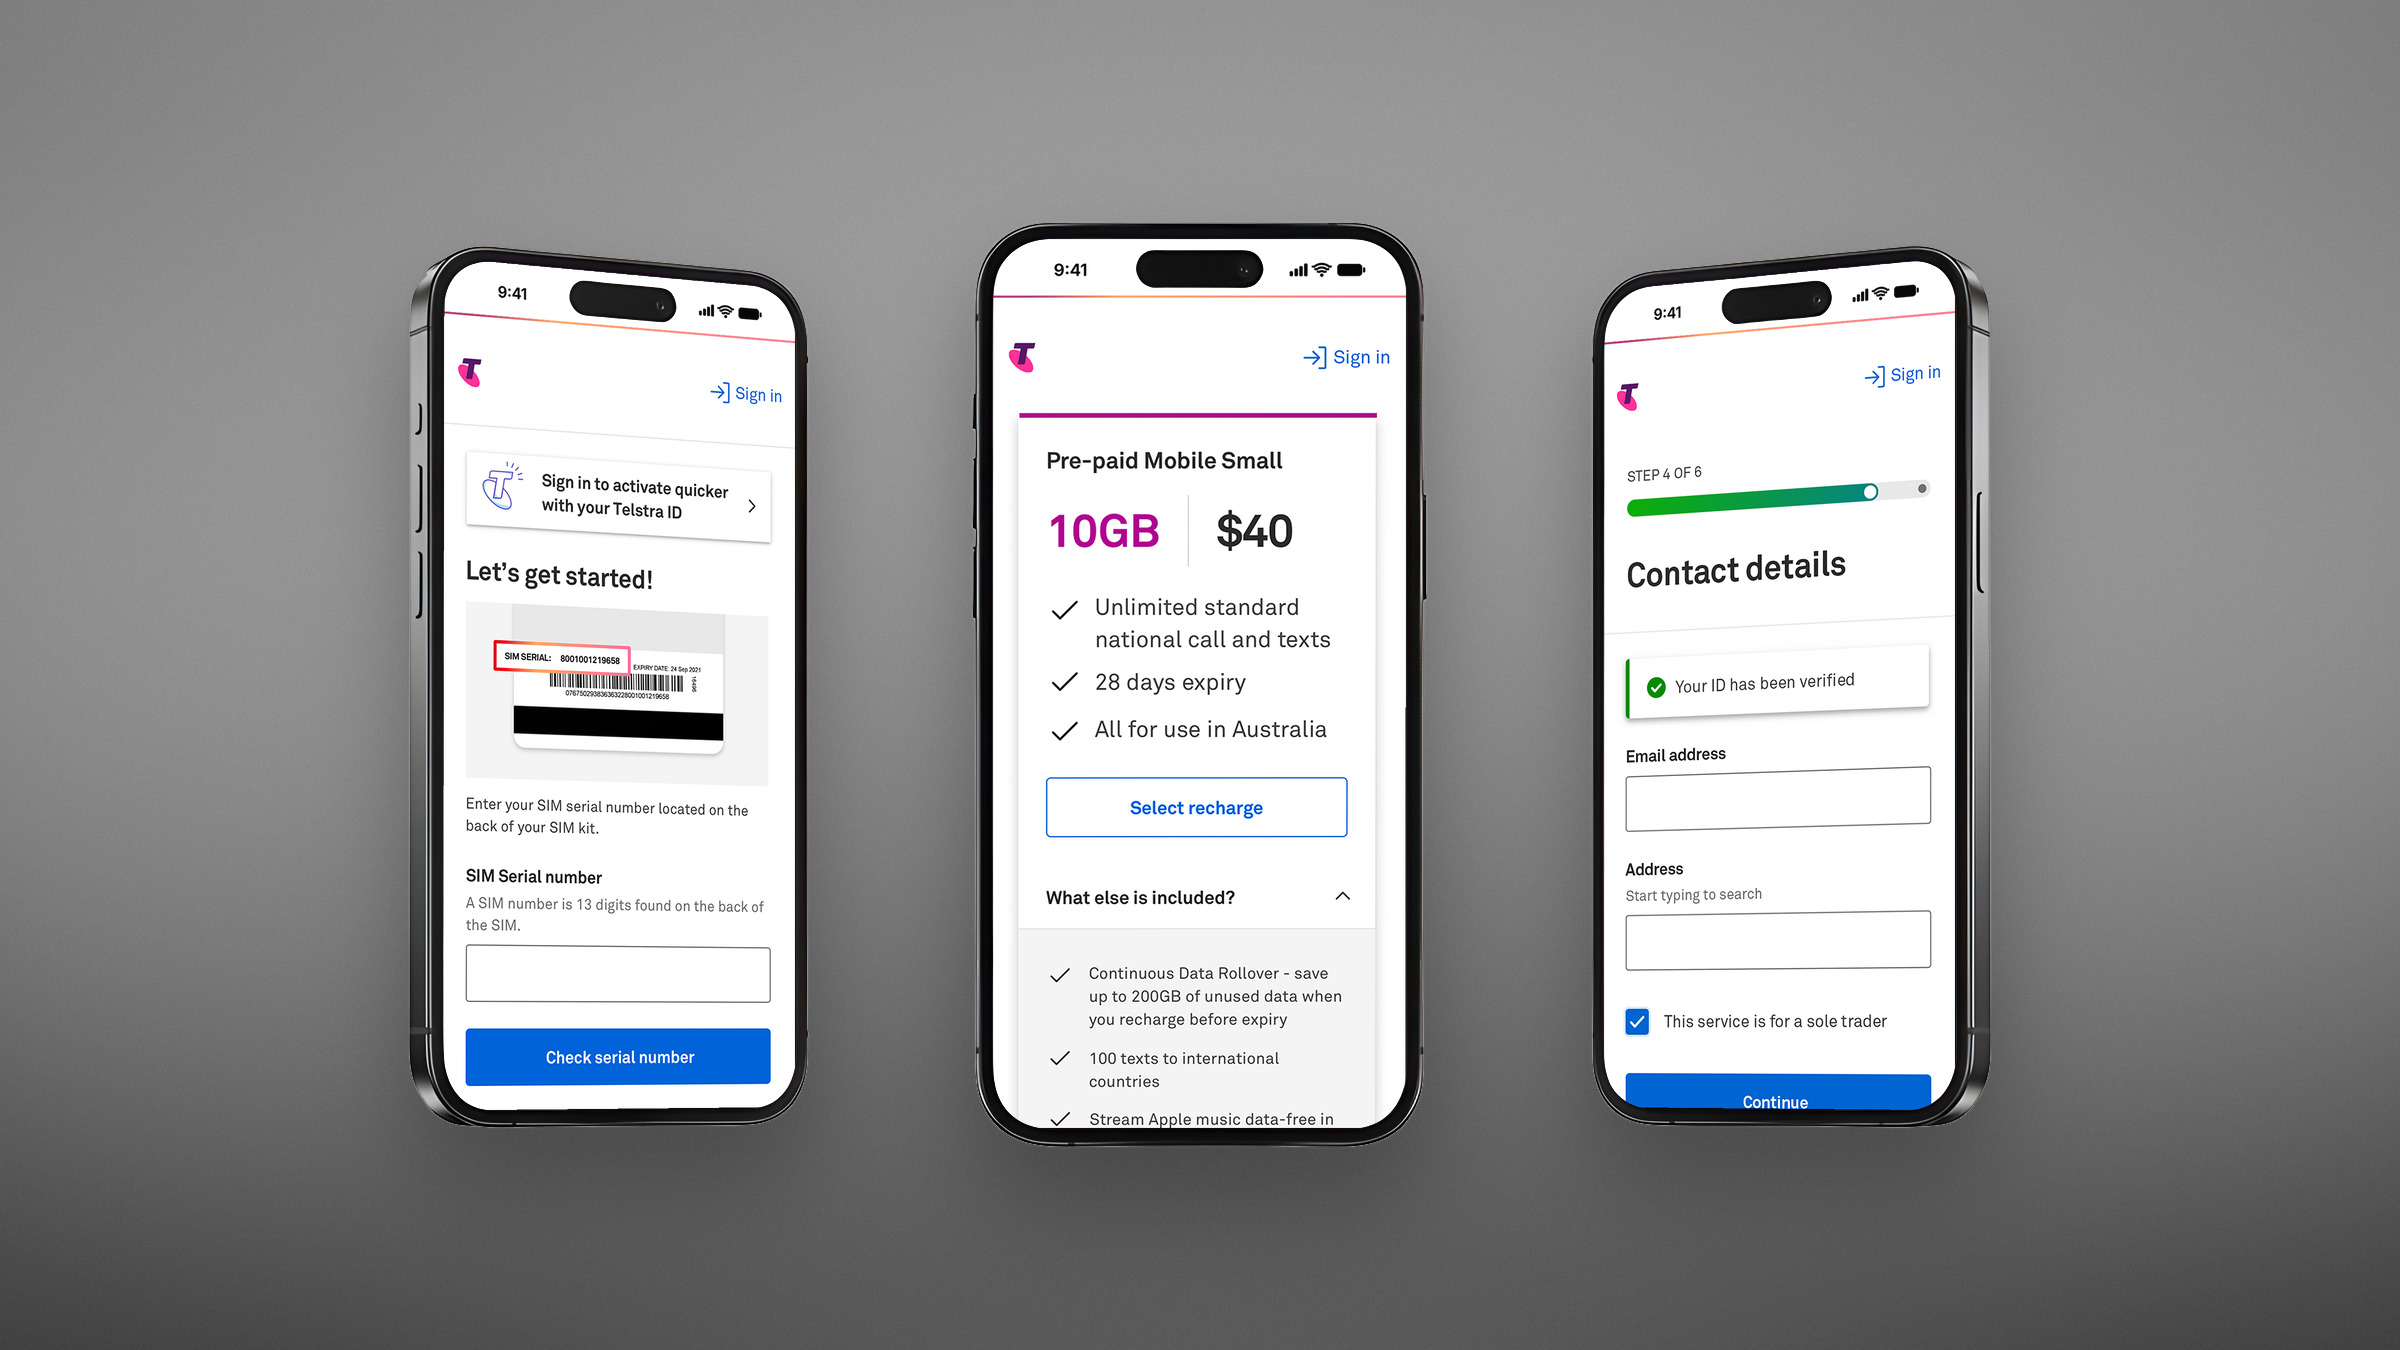 9:41
Sign in
Sign in to activate quicker
with your Telstra ID
Let's get started!
SIM SERIAL: 8001001219658
EXPIRY DATE: 24 Sep 2021
16496
076750293836363228001001219658
Enter your SIM serial number located on the
back of your SIM kit.
SIM Serial number
A SIM number is 13 digits found on the back of
the SIM.
Check serial number
9:41
Sign in
Pre-paid Mobile Small
10GB
$40
Unlimited standard
national call and texts
28 days expiry
All for use in Australia
Select recharge
What else is included?
Continuous Data Rollover - save
up to 200GB of unused data when
you recharge before expiry
100 texts to international
countries
Stream Apple music data-free in
9:41
Sign in
STEP 4 OF 6
Contact details
Your ID has been verified
Email address
Address
Start typing to search
This service is for a sole trader
Continue